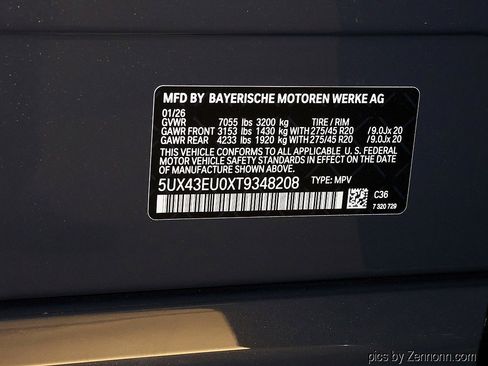 MFD BY BAYERISCHE MOTOREN WERKE AG
01/26
GVWR 7055 lbs 3200 kg TIRE / RIM
GAWR FRONT 3153 lbs 1430 kg WITH 275/45 R20 /9.0Jx 20
GAWR REAR 4233 lbs 1920 kg WITH 275/45 R20 /9.0Jx 20
THIS VEHICLE CONFORMS TO ALL APPLICABLE U.S. FEDERAL
MOTOR VEHICLE SAFETY STANDARDS IN EFFECT ON THE
DATE OF MANUFACTURE SHOWN ABOVE.
5UX43EU0XT9348208 TYPE: MPV
C36
7 320 729
pics by Zennonn.com